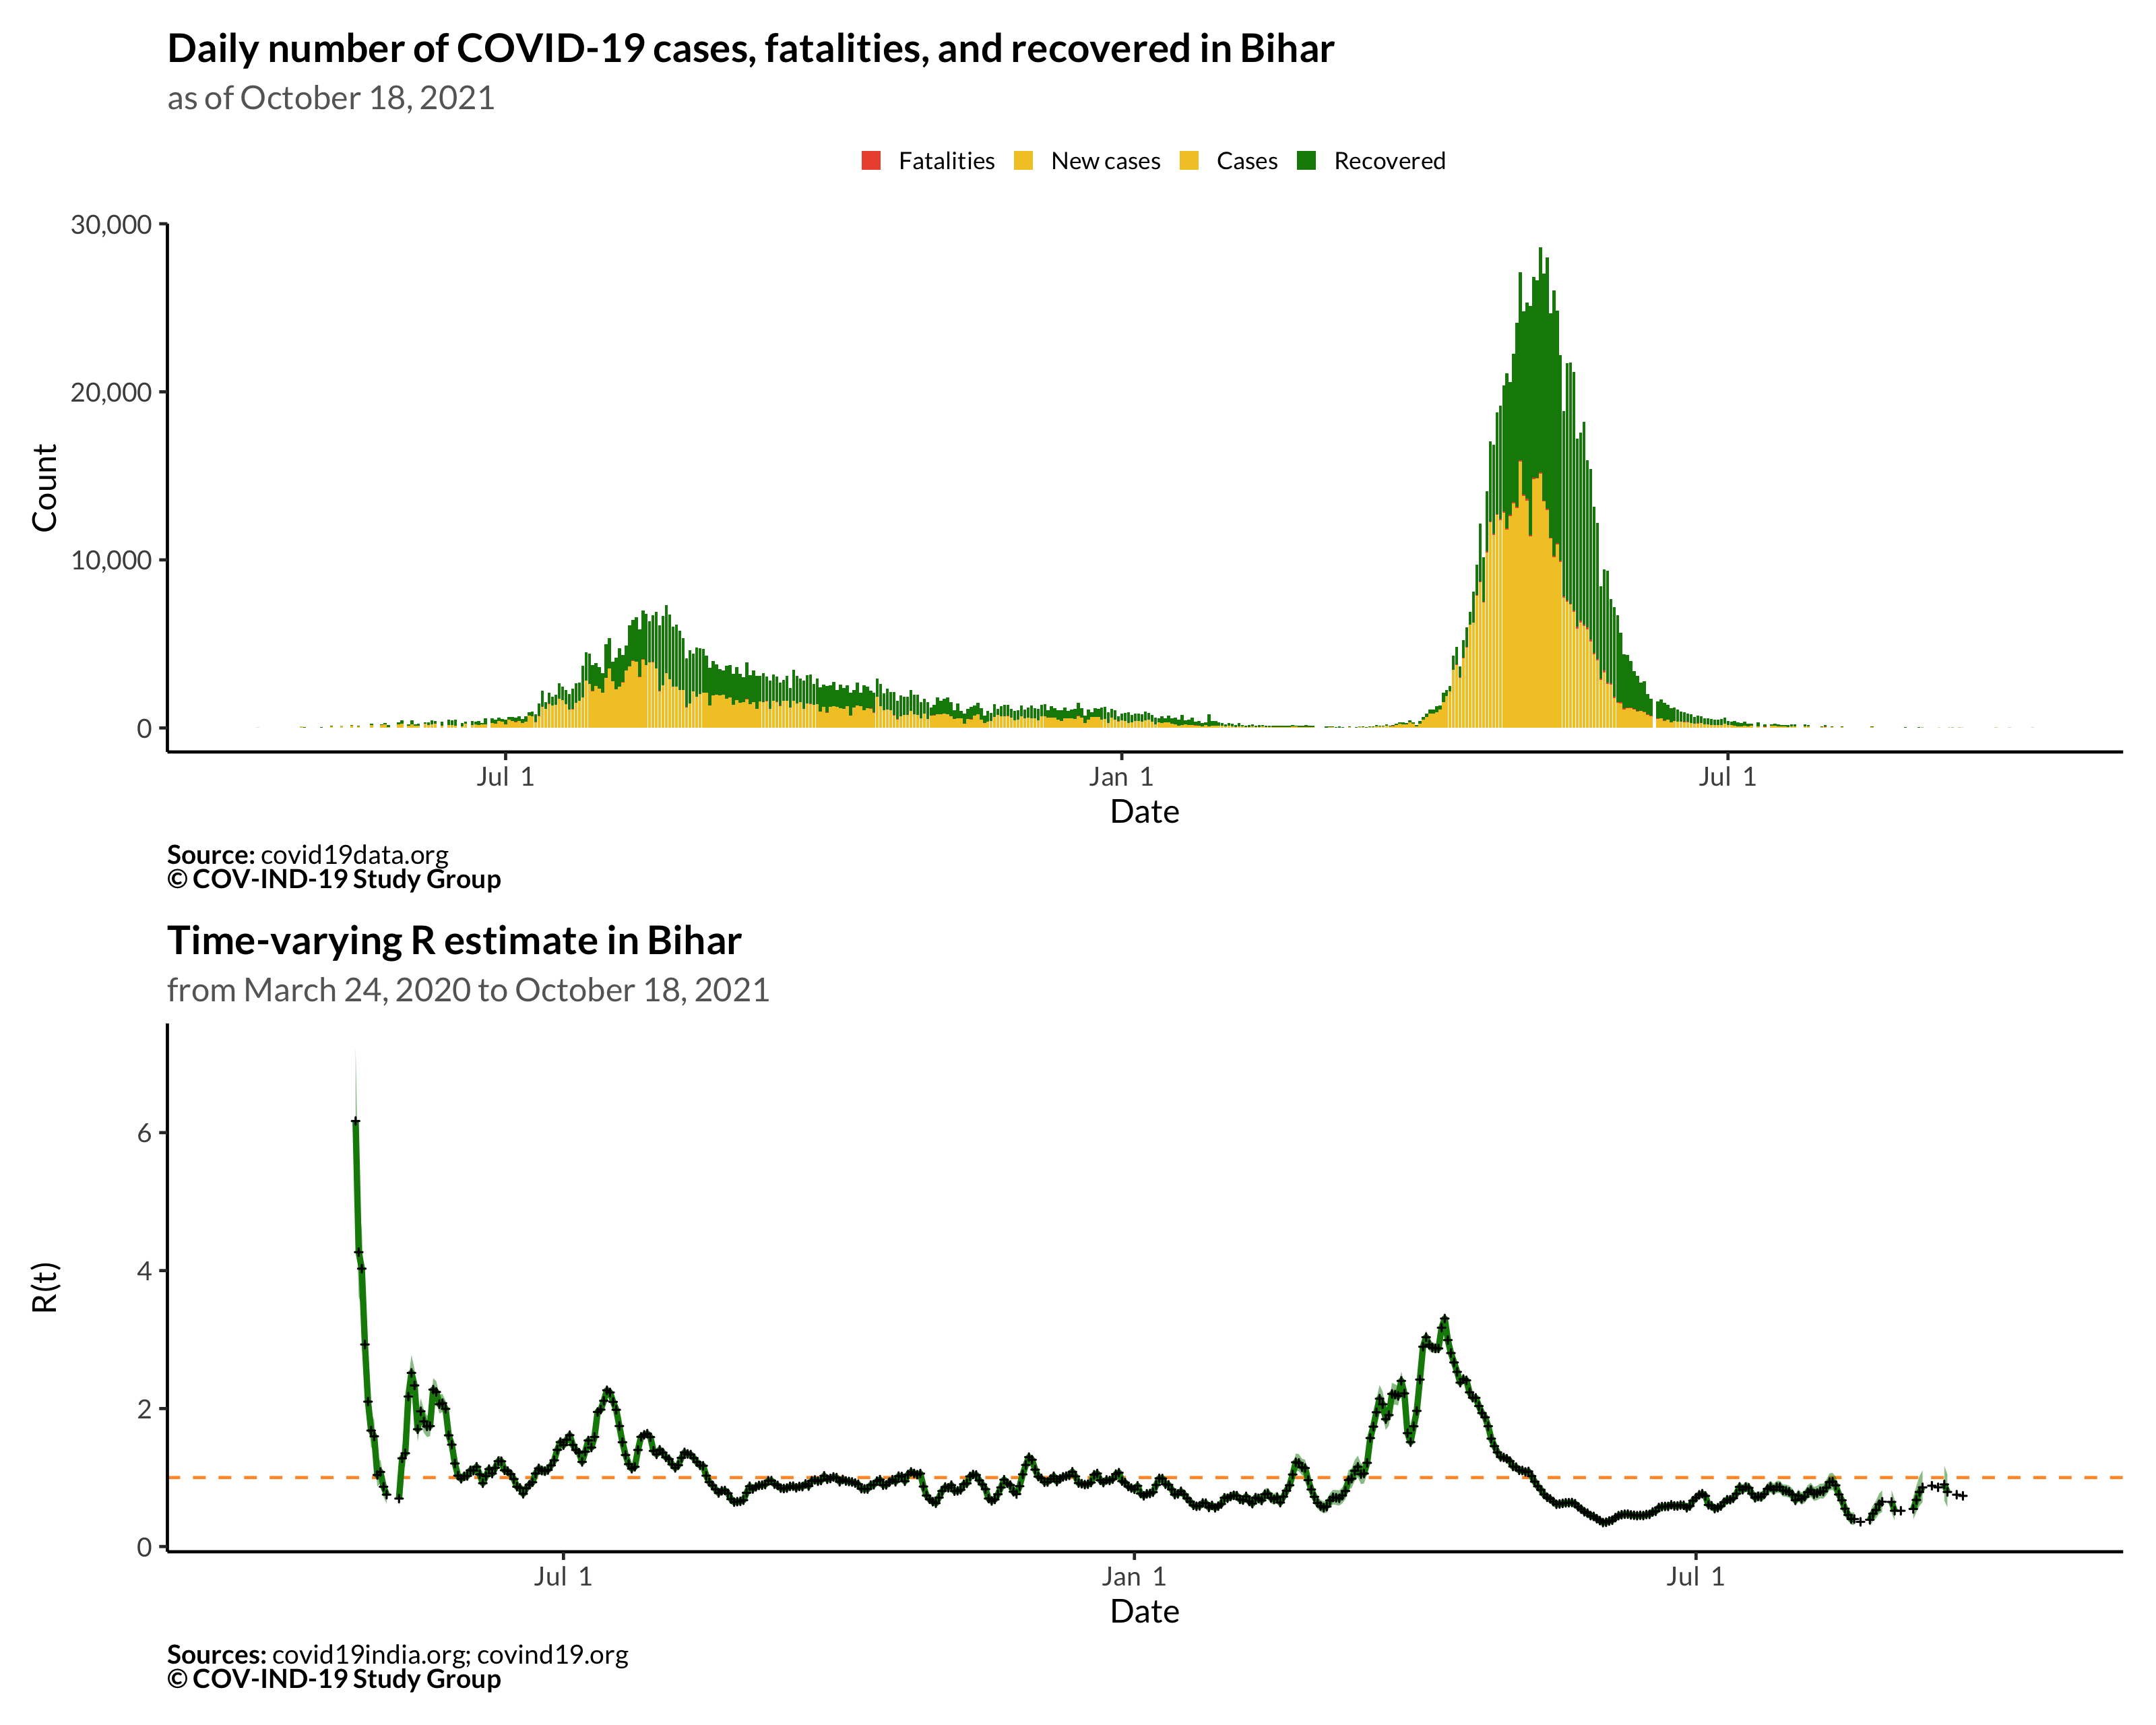 Daily number of COVID-19 cases, fatalities, and recovered in Bihar
as of October 18, 2021
Fatalities New cases Cases Recovered
30,000
20,000
10,000
0
Count
Jul 1 Jan 1 Jul 1
Date
Source: covid19data.org
© COV-IND-19 Study Group
Time-varying R estimate in Bihar
from March 24, 2020 to October 18, 2021
6
4
2
0
R(t)
Jul 1 Jan 1 Jul 1
Date
Sources: covid19india.org; covind19.org
© COV-IND-19 Study Group